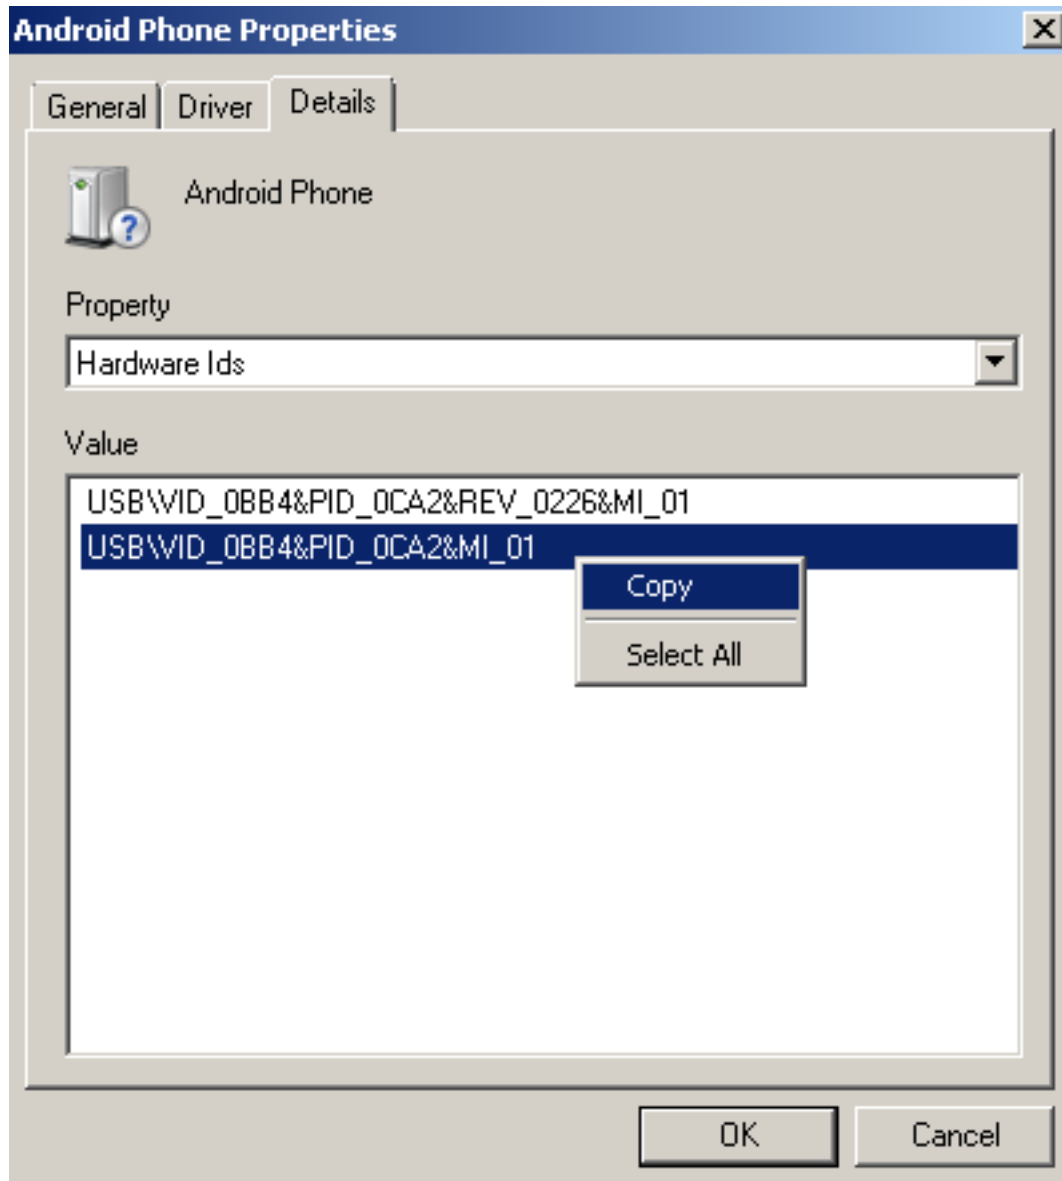 Android Phone Properties
General Driver Details
Android Phone
Property
Hardware Ids
Value
USB\VID_0BB4&PID_0CA2&REV_0226&MI_01
USB\VID_0BB4&PID_0CA2&MI_01
Copy
Select All
OK Cancel